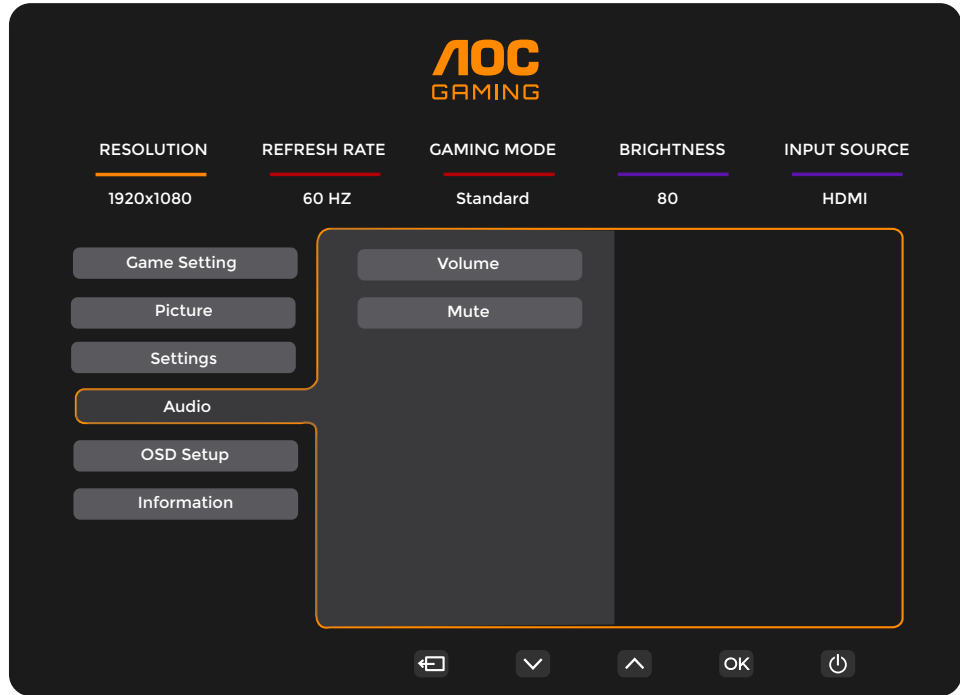 AOC
GAMING
RESOLUTION REFRESH RATE GAMING MODE BRIGHTNESS INPUT SOURCE
1920x1080 60 HZ Standard 80 HDMI
Game Setting
Volume
Picture
Mute
Settings
Audio
OSD Setup
Information
OK